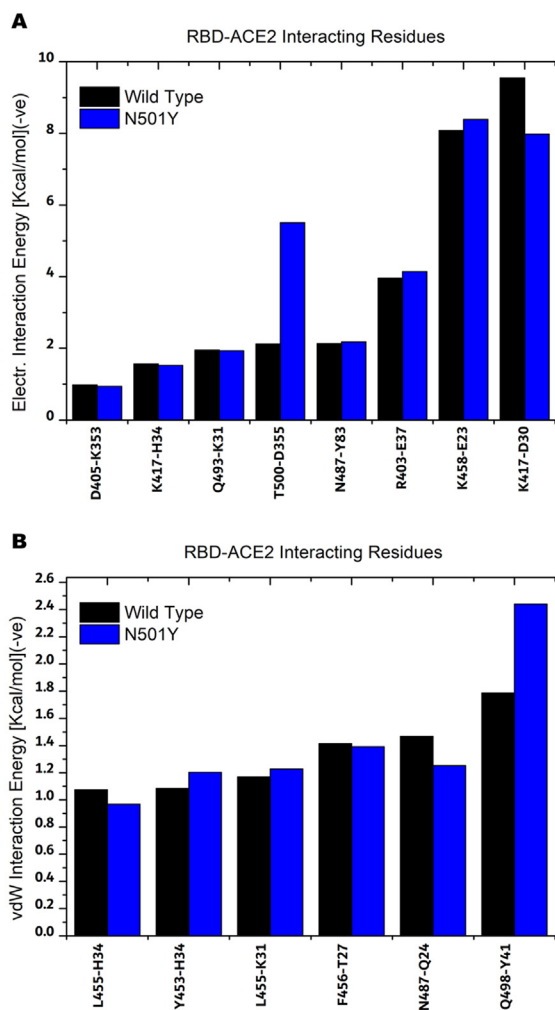 A
RBD-ACE2 Interacting Residues
Electr. Interaction Energy [Kcal/mol](-ve)
10
8
6
4
2
0
Wild Type
N501Y
D405-K353
K417-H34
Q493-K31
T500-D355
N487-Y83
R403-E37
K458-E23
K417-D30
B
RBD-ACE2 Interacting Residues
vdW Interaction Energy [Kcal/mol](-ve)
2.6
2.4
2.2
2.0
1.8
1.6
1.4
1.2
1.0
0.8
0.6
0.4
0.2
0.0
Wild Type
N501Y
L455-H34
Y453-H34
L455-K31
F456-T27
N487-Q24
Q498-Y41